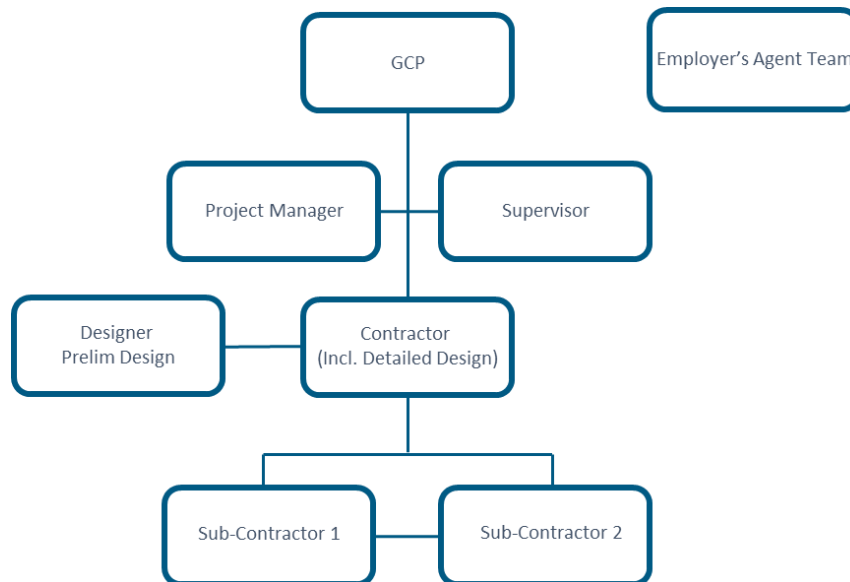 GCP
Employer's Agent Team
Project Manager
Supervisor
Designer
Prelim Design
Contractor
(Incl. Detailed Design)
Sub-Contractor 1
Sub-Contractor 2